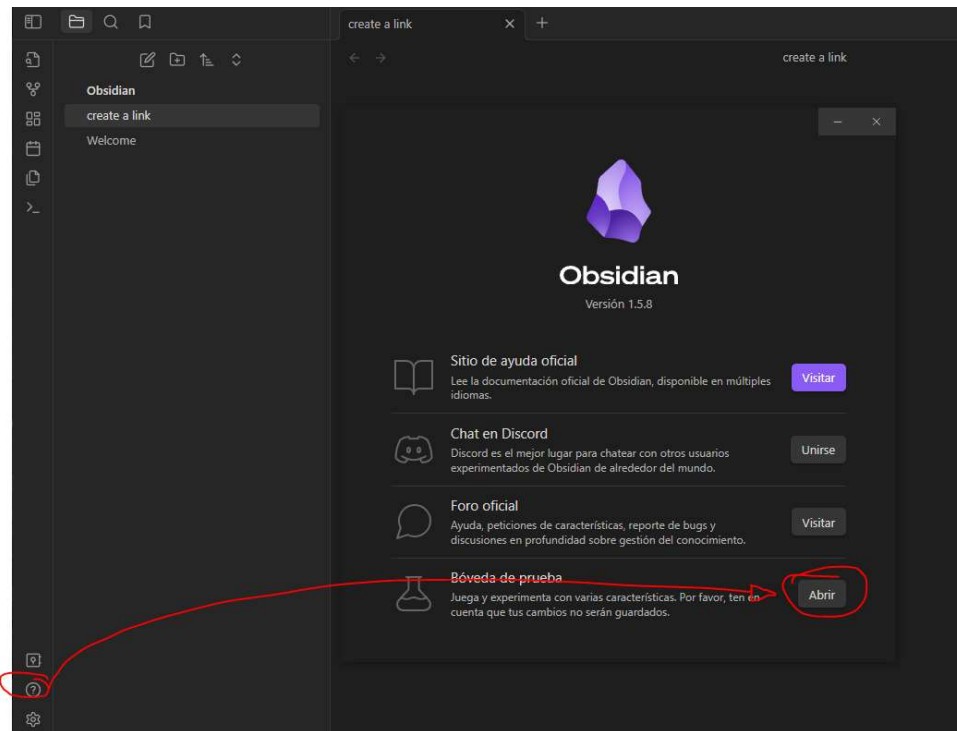 create a link
create a link
Obsidian
create a link
Welcome
Obsidian
Versión 1.5.8
Sitio de ayuda oficial
Lee la documentación oficial de Obsidian, disponible en múltiples
idiomas.
Visitar
Chat en Discord
Discord es el mejor lugar para chatear con otros usuarios
experimentados de Obsidian de alrededor del mundo.
Unirse
Foro oficial
Ayuda, peticiones de características, reporte de bugs y
discusiones en profundidad sobre gestión del conocimiento.
Visitar
Bóveda de prueba
Juega y experimenta con varias características. Por favor, ten en
cuenta que tus cambios no serán guardados.
Abrir